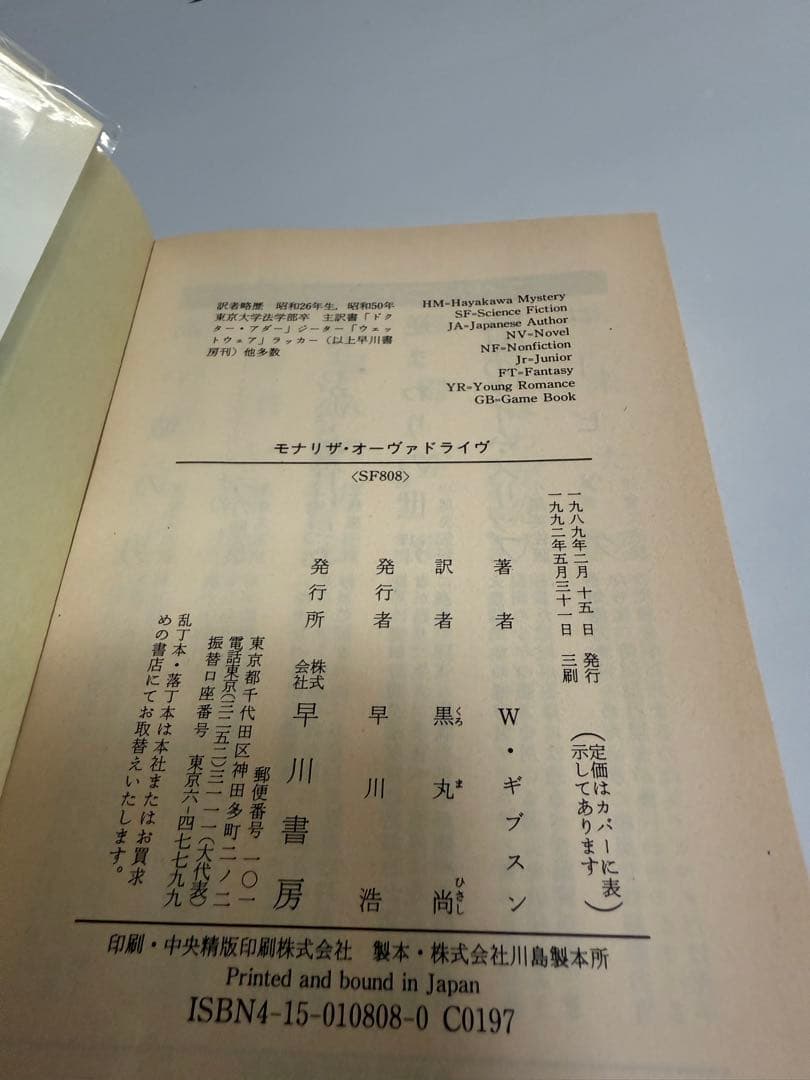 訳者略歴　昭和26年生，昭和50年
東京大学法学部卒　主訳書「ドク
ター・アダー」ジーター「ウェッ
トウェア」ラッカー（以上早川書
房刊）他多数
HM=Hayakawa Mystery
SF=Science Fiction
JA=Japanese Author
NV=Novel
NF=Nonfiction
Jr=Junior
FT=Fantasy
YR=Young Romance
GB=Game Book
モナリザ・オーヴァドライヴ
〈SF808〉
一九八九年二月 十五 日　発行
一九九二年五月三十一日　三刷
（定価はカバーに表
示してあります）
著者　W・ギブスン
訳者　黒丸尚
くろ ま ひさし
発行者　早川浩
発行所　株式会社　早川書房
郵便番号　一〇一
東京都千代田区神田多町二ノ二
電話東京（三二五二）三一一一（大代表）
振替口座番号　東京六-四七七九九
乱丁本・落丁本は本社またはお買求
めの書店にてお取替えいたします。
印刷・中央精版印刷株式会社　製本・株式会社川島製本所
Printed and bound in Japan
ISBN4-15-010808-0 C0197